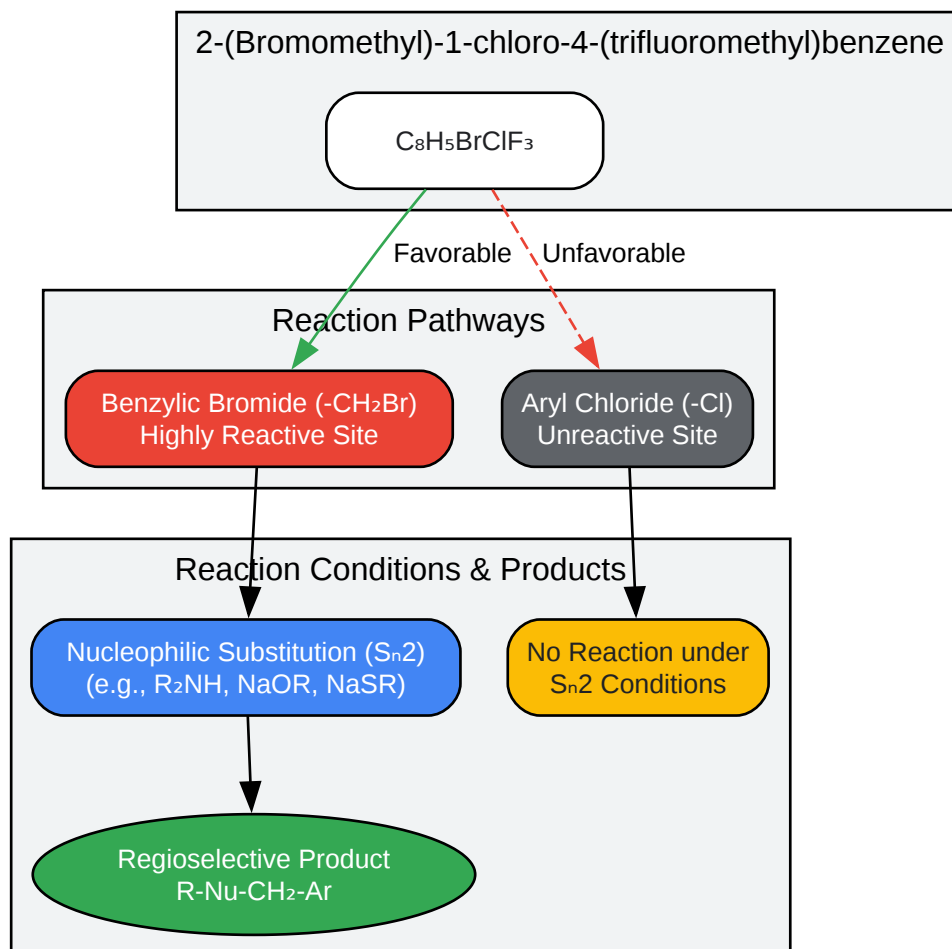 2-(Bromomethyl)-1-chloro-4-(trifluoromethyl)benzene
C₈H₅BrClF₃
Favorable
Unfavorable
Reaction Pathways
Benzylic Bromide (-CH₂Br)
Highly Reactive Site
Aryl Chloride (-Cl)
Unreactive Site
Reaction Conditions & Products
Nucleophilic Substitution (Sₙ2)
(e.g., R₂NH, NaOR, NaSR)
No Reaction under
Sₙ2 Conditions
Regioselective Product
R-Nu-CH₂-Ar